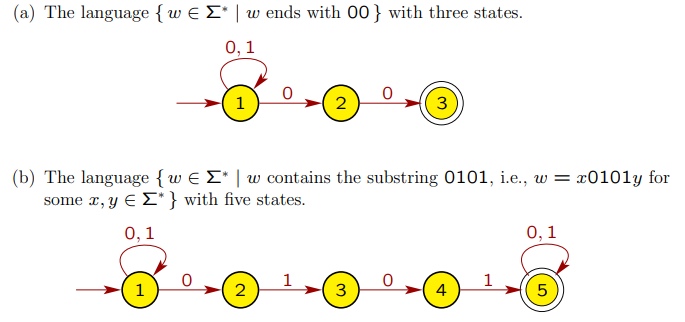 (a) The language { w ∈ Σ* | w ends with 00 } with three states.
0, 1
1 0 2 0 3
(b) The language { w ∈ Σ* | w contains the substring 0101, i.e., w = x0101y for
some x, y ∈ Σ* } with five states.
0, 1 0, 1
1 0 2 1 3 0 4 1 5